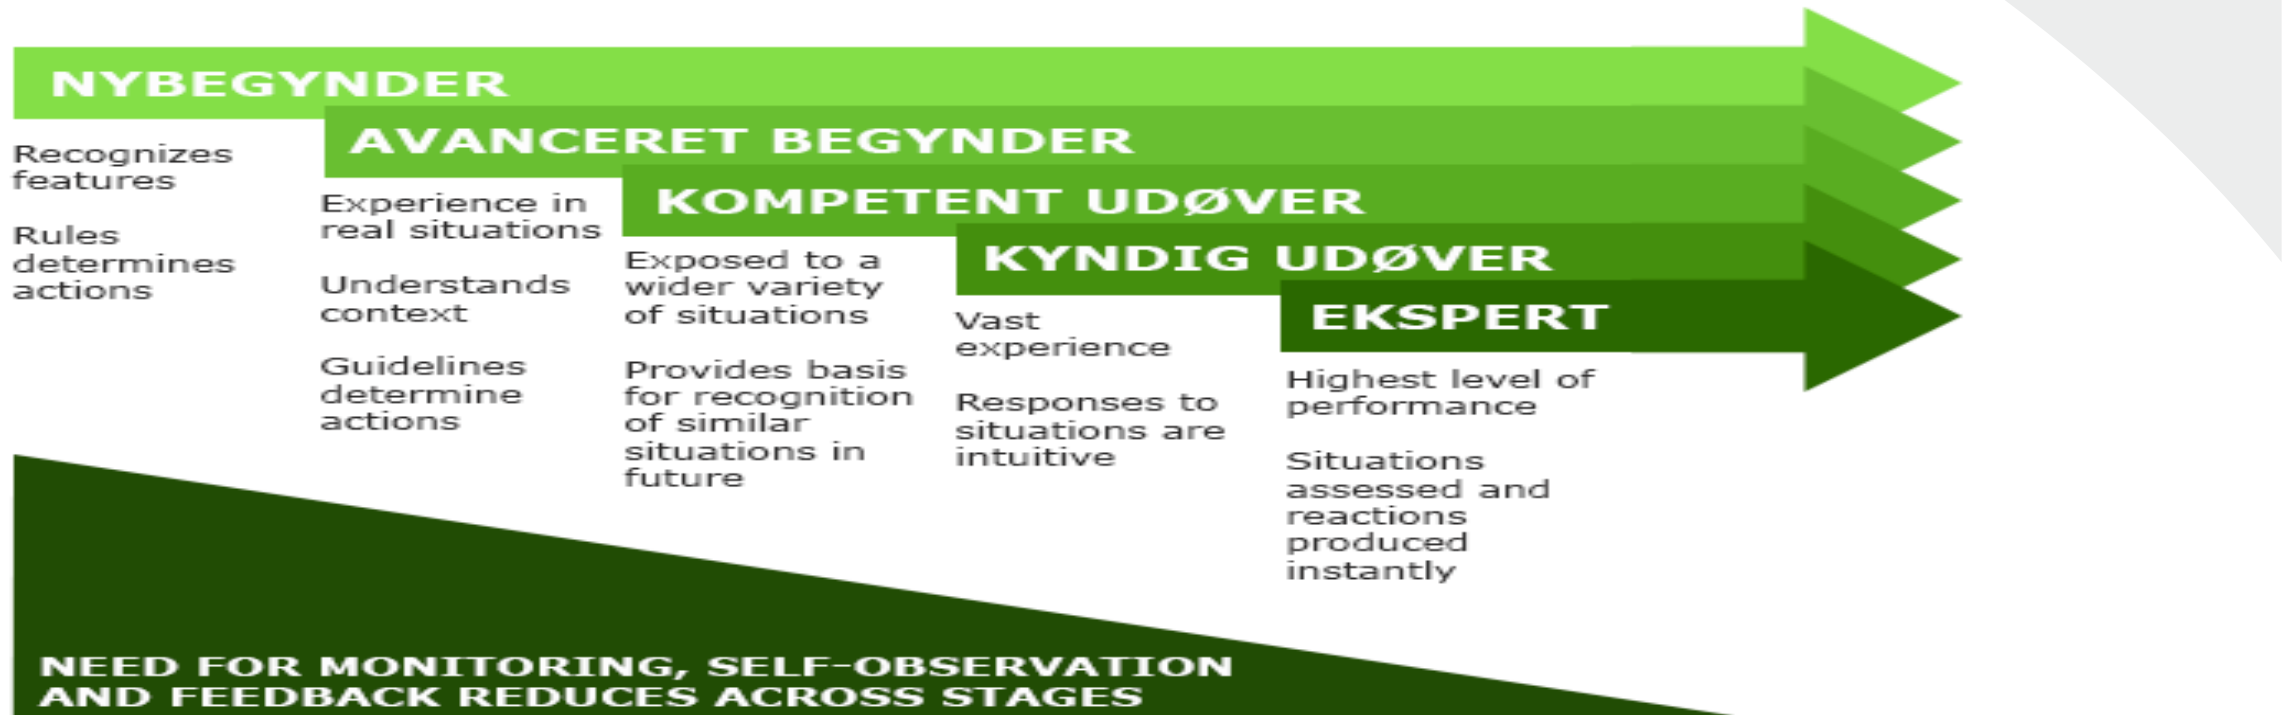 NYBEGYNDER
Recognizes
features
Rules
determines
actions
AVANCERET BEGYNDER
Experience in
real situations
Understands
context
Guidelines
determine
actions
KOMPETENT UDØVER
Exposed to a
wider variety
of situations
Provides basis
for recognition
of similar
situations in
future
KYNDIG UDØVER
Vast
experience
Responses to
situations are
intuitive
EKSPERT
Highest level of
performance
Situations
assessed and
reactions
produced
instantly
NEED FOR MONITORING, SELF-OBSERVATION
AND FEEDBACK REDUCES ACROSS STAGES